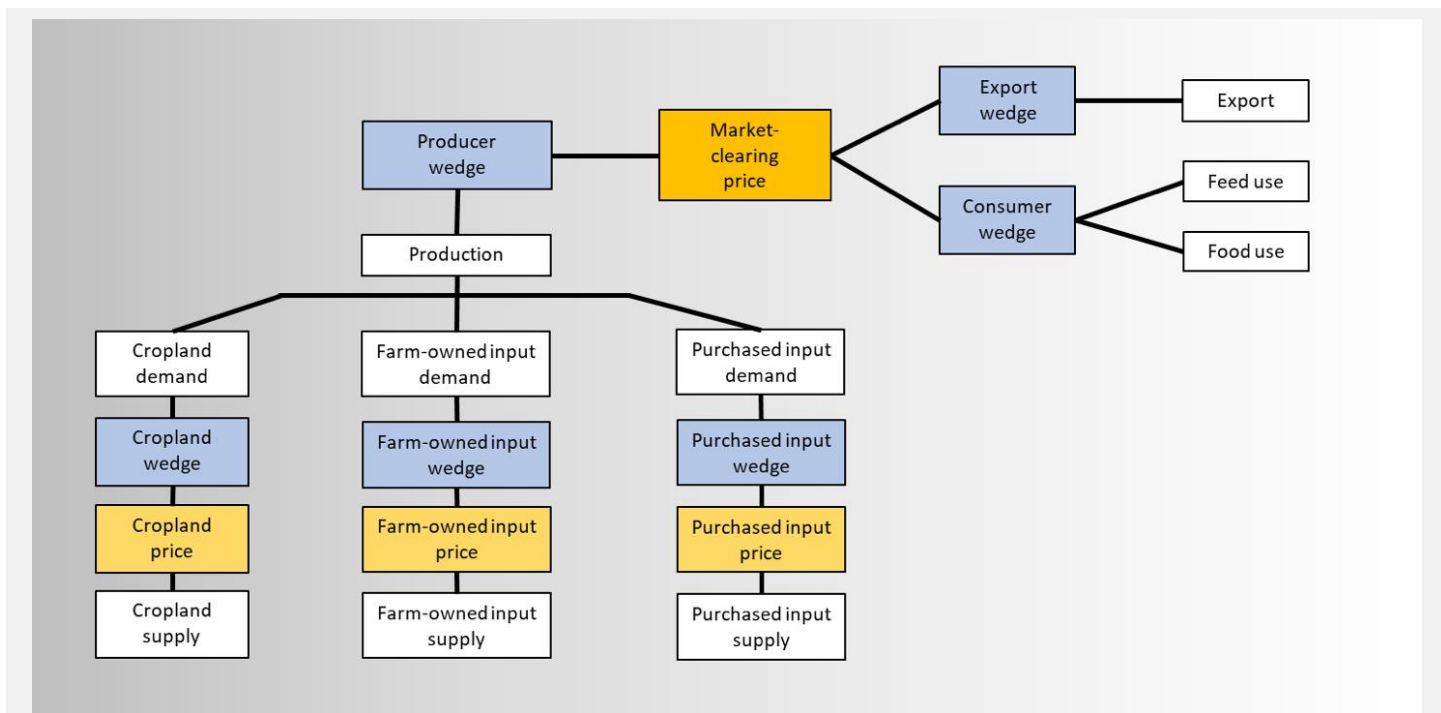 Export
wedge
Export
Market-
clearing
price
Producer
wedge
Feed use
Consumer
wedge
Production
Food use
Cropland
demand
Farm-owned input
demand
Purchased input
demand
Cropland
wedge
Farm-owned input
wedge
Purchased input
wedge
Cropland
price
Farm-owned input
price
Purchased input
price
Cropland
supply
Farm-owned input
supply
Purchased input
supply